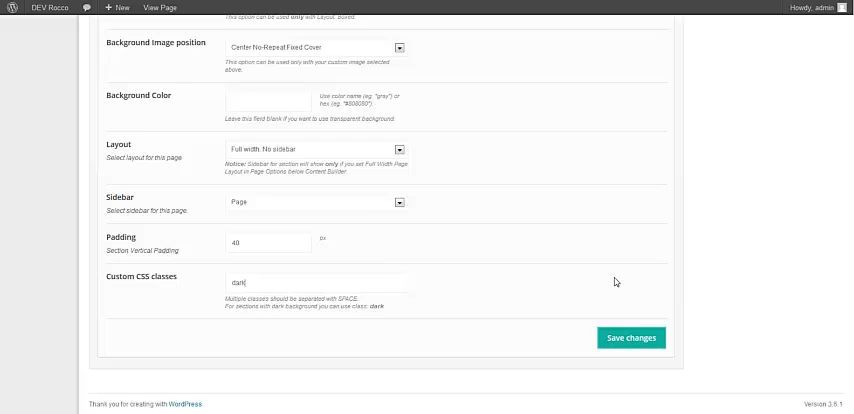 DEV Rocco + New View Page Howdy, admin
This option can be used only with Layout: Boxed.
Background Image position Center No-Repeat Fixed Cover
This option can be used only with your custom image selected
above.
Background Color Use color name (eg. "gray") or
hex (eg. "#808080")
Leave this field blank if you want to use transparent background.
Layout Full width. No sidebar
Select layout for this page
Notice: Sidebar for section will show only if you set Full Width Page
Layout in Page Options below Content Builder.
Sidebar Page
Select sidebar for this page.
Padding 40 px
Section Vertical Padding
Custom CSS classes dark
Multiple classes should be separated with SPACE.
For sections with dark background you can use class: dark
Save changes
Thank you for creating with WordPress. Version 3.6.1